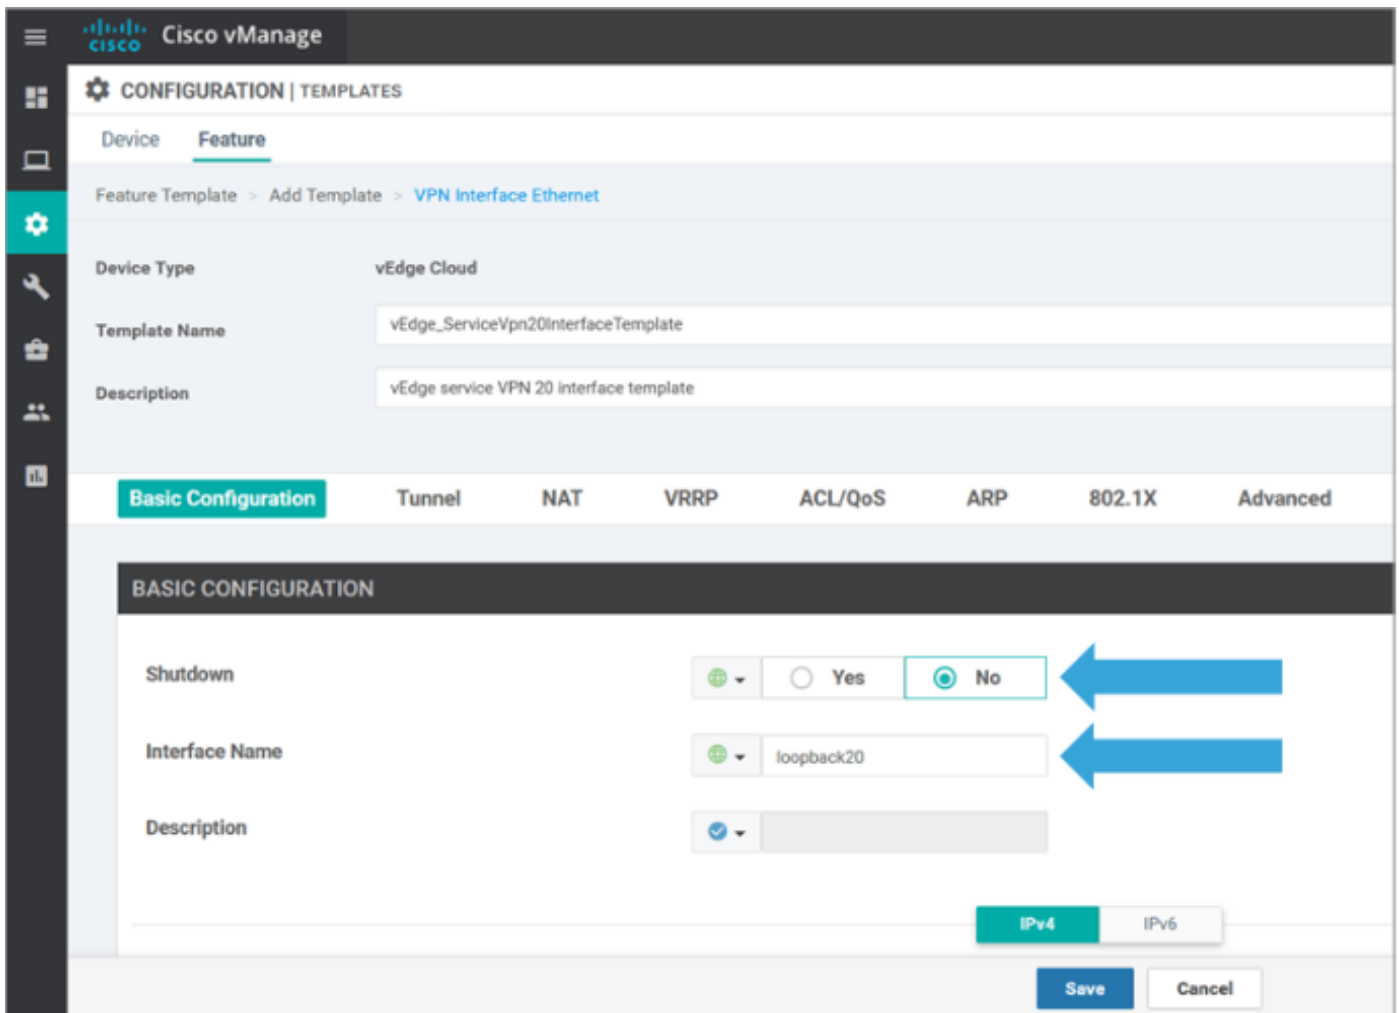 CISCO Cisco vManage
CONFIGURATION | TEMPLATES
Device Feature
Feature Template > Add Template > VPN Interface Ethernet
Device Type vEdge Cloud
Template Name vEdge_ServiceVpn20InterfaceTemplate
Description vEdge service VPN 20 interface template
Basic Configuration Tunnel NAT VRRP ACL/QoS ARP 802.1X Advanced
BASIC CONFIGURATION
Shutdown Yes No
Interface Name loopback20
Description
IPv4 IPv6
Save Cancel